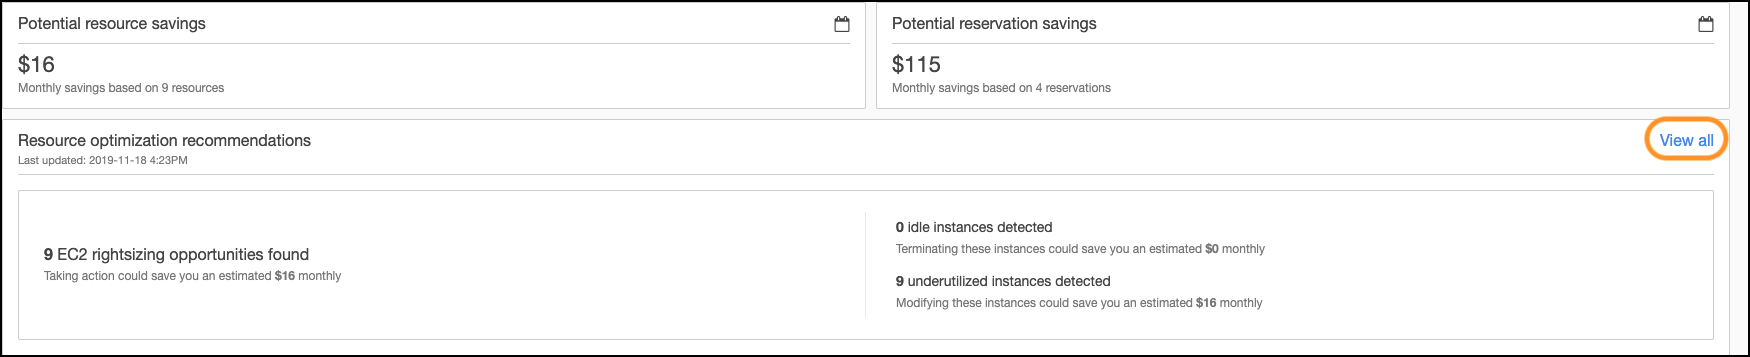 Potential resource savings
$16
Monthly savings based on 9 resources
Potential reservation savings
$115
Monthly savings based on 4 reservations
Resource optimization recommendations
View all
Last updated: 2019-11-18 4:23PM
9 EC2 rightsizing opportunities found
Taking action could save you an estimated $16 monthly
0 idle instances detected
Terminating these instances could save you an estimated $0 monthly
9 underutilized instances detected
Modifying these instances could save you an estimated $16 monthly